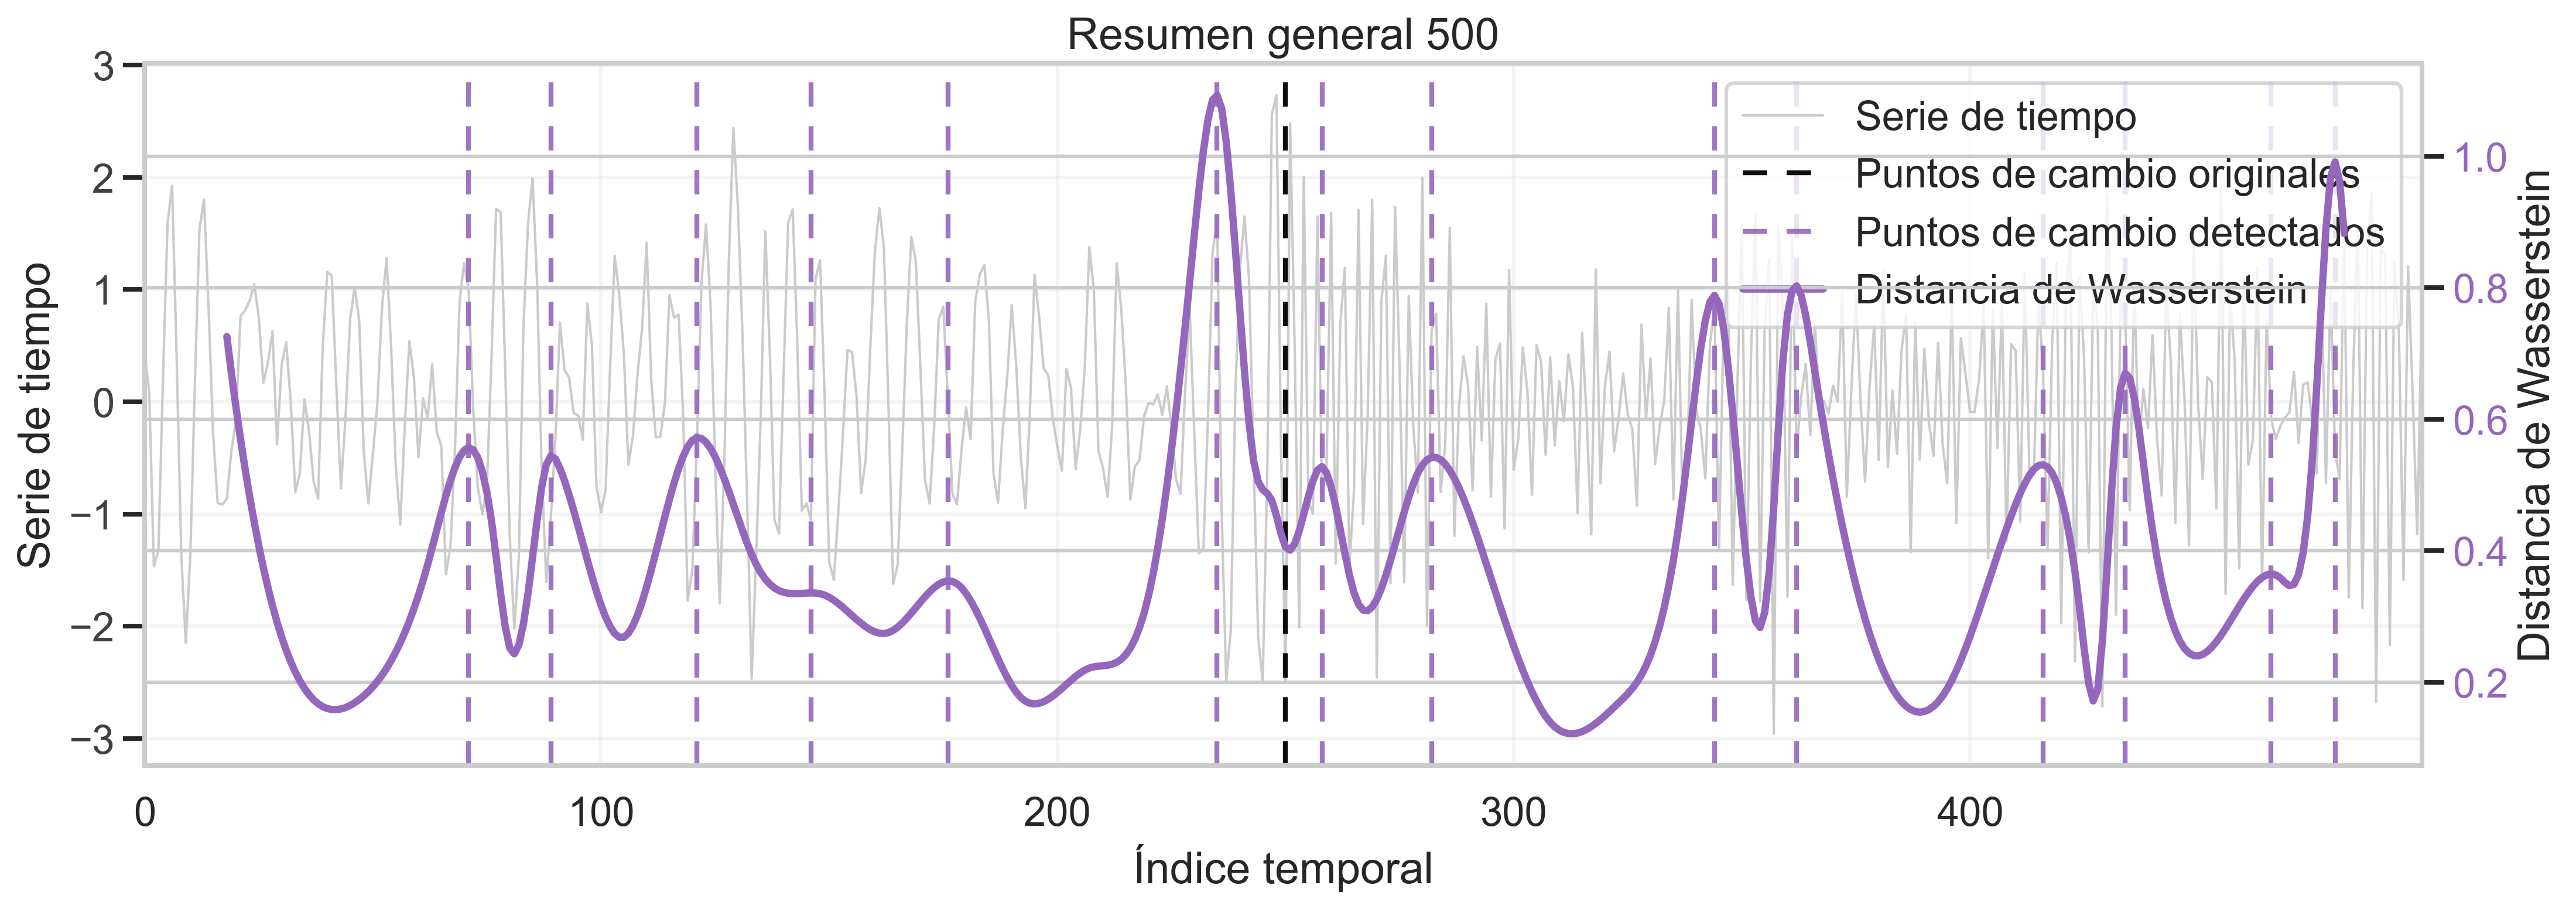 Resumen general 500
3
2
1
0
−1
−2
−3
Serie de tiempo
Serie de tiempo
Puntos de cambio originales
Puntos de cambio detectados
Distancia de Wasserstein
1.0
0.8
0.6
0.4
0.2
Distancia de Wasserstein
0 100 200 300 400
Índice temporal